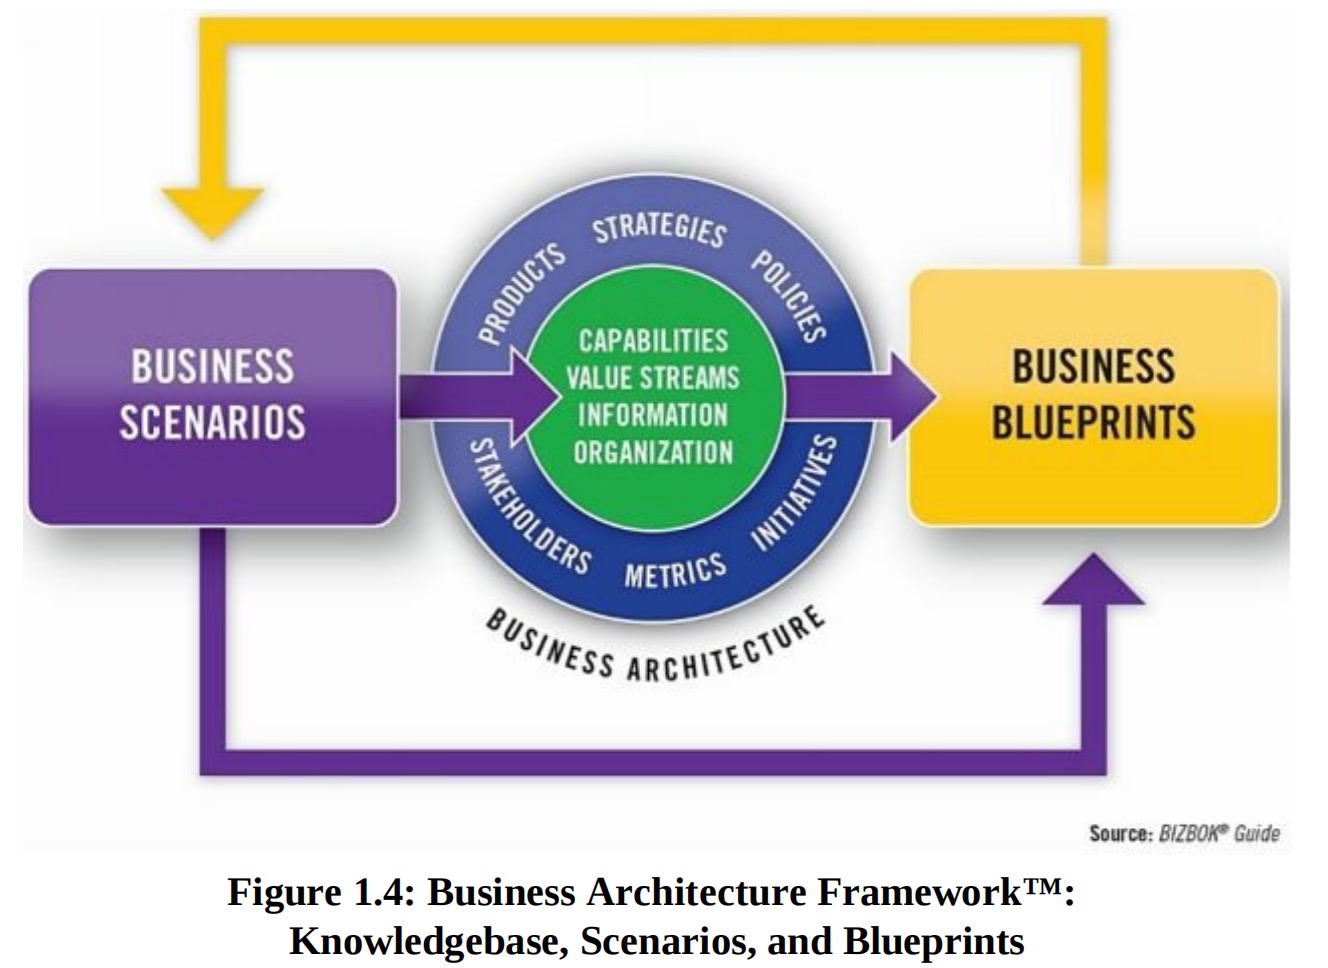 BUSINESS
SCENARIOS
PRODUCTS
STRATEGIES
POLICIES
CAPABILITIES
VALUE STREAMS
INFORMATION
ORGANIZATION
STAKEHOLDERS
METRICS
INITIATIVES
BUSINESS ARCHITECTURE
BUSINESS
BLUEPRINTS
Source: BIZBOK® Guide
Figure 1.4: Business Architecture Framework™:
Knowledgebase, Scenarios, and Blueprints